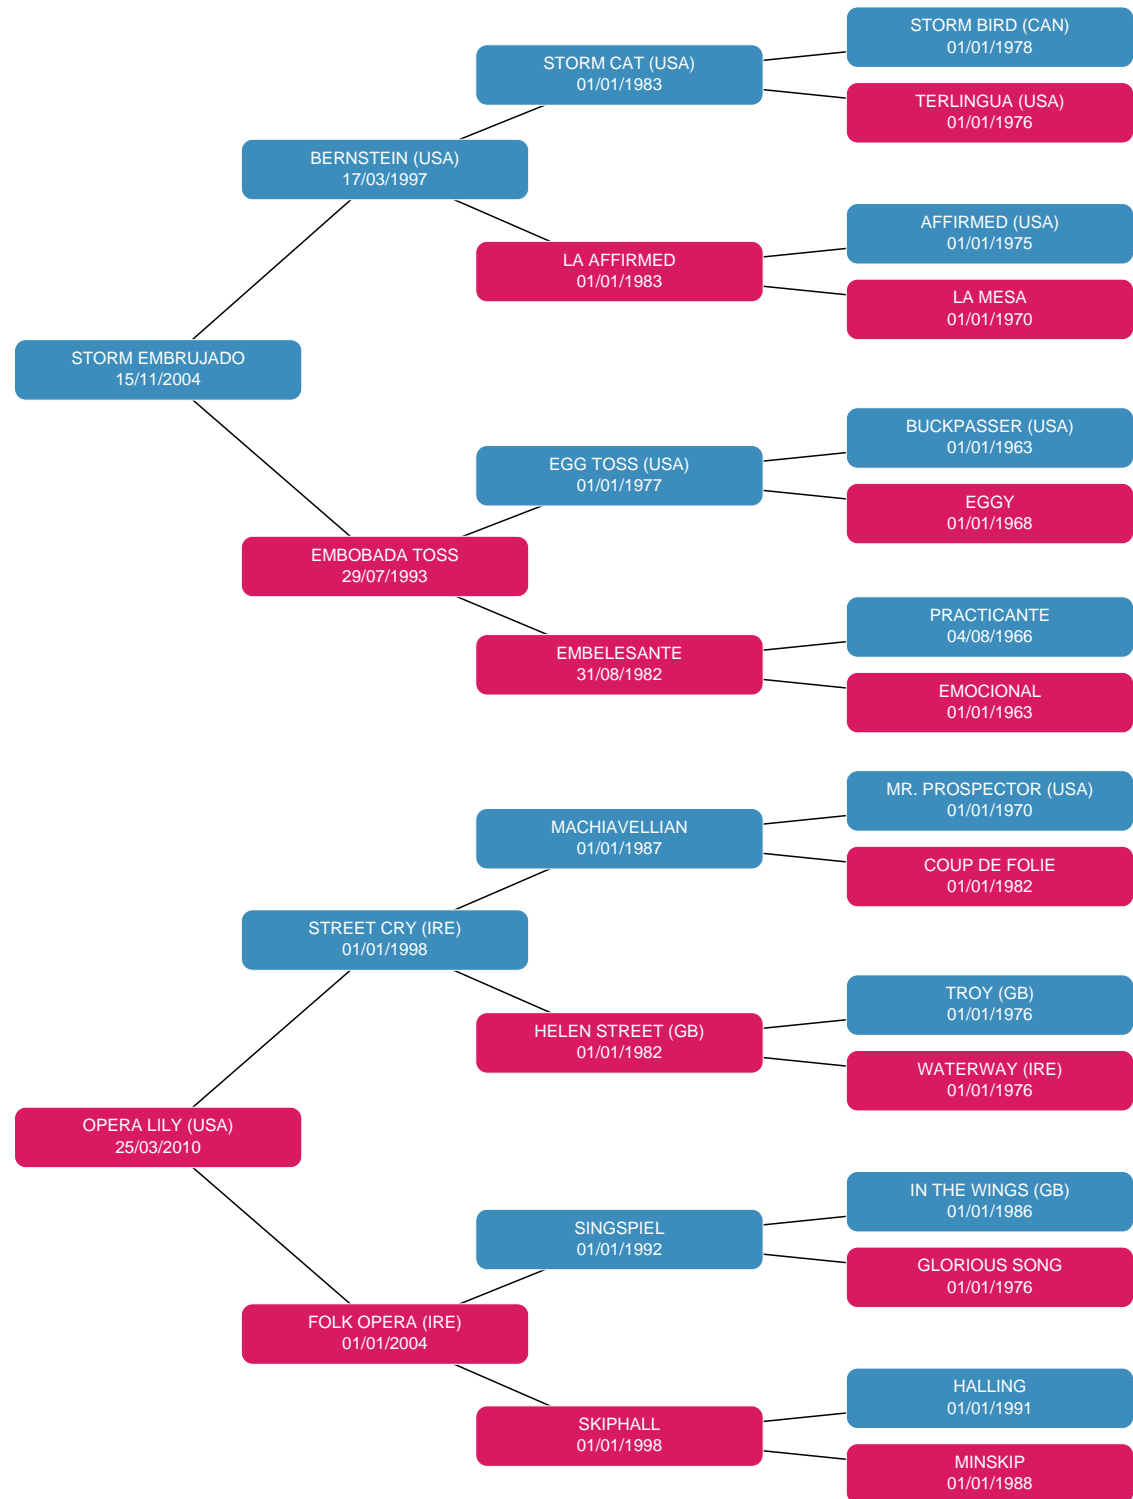 STORM BIRD (CAN)
01/01/1978
STORM CAT (USA)
01/01/1983
TERLINGUA (USA)
01/01/1976
BERNSTEIN (USA)
17/03/1997
AFFIRMED (USA)
01/01/1975
LA AFFIRMED
01/01/1983
LA MESA
01/01/1970
STORM EMBRUJADO
15/11/2004
BUCKPASSER (USA)
01/01/1963
EGG TOSS (USA)
01/01/1977
EGGY
01/01/1968
EMBOBADA TOSS
29/07/1993
PRACTICANTE
04/08/1966
EMBELESANTE
31/08/1982
EMOCIONAL
01/01/1963
MR. PROSPECTOR (USA)
01/01/1970
MACHIAVELLIAN
01/01/1987
COUP DE FOLIE
01/01/1982
STREET CRY (IRE)
01/01/1998
TROY (GB)
01/01/1976
HELEN STREET (GB)
01/01/1982
WATERWAY (IRE)
01/01/1976
OPERA LILY (USA)
25/03/2010
IN THE WINGS (GB)
01/01/1986
SINGSPIEL
01/01/1992
GLORIOUS SONG
01/01/1976
FOLK OPERA (IRE)
01/01/2004
HALLING
01/01/1991
SKIPHALL
01/01/1998
MINSKIP
01/01/1988